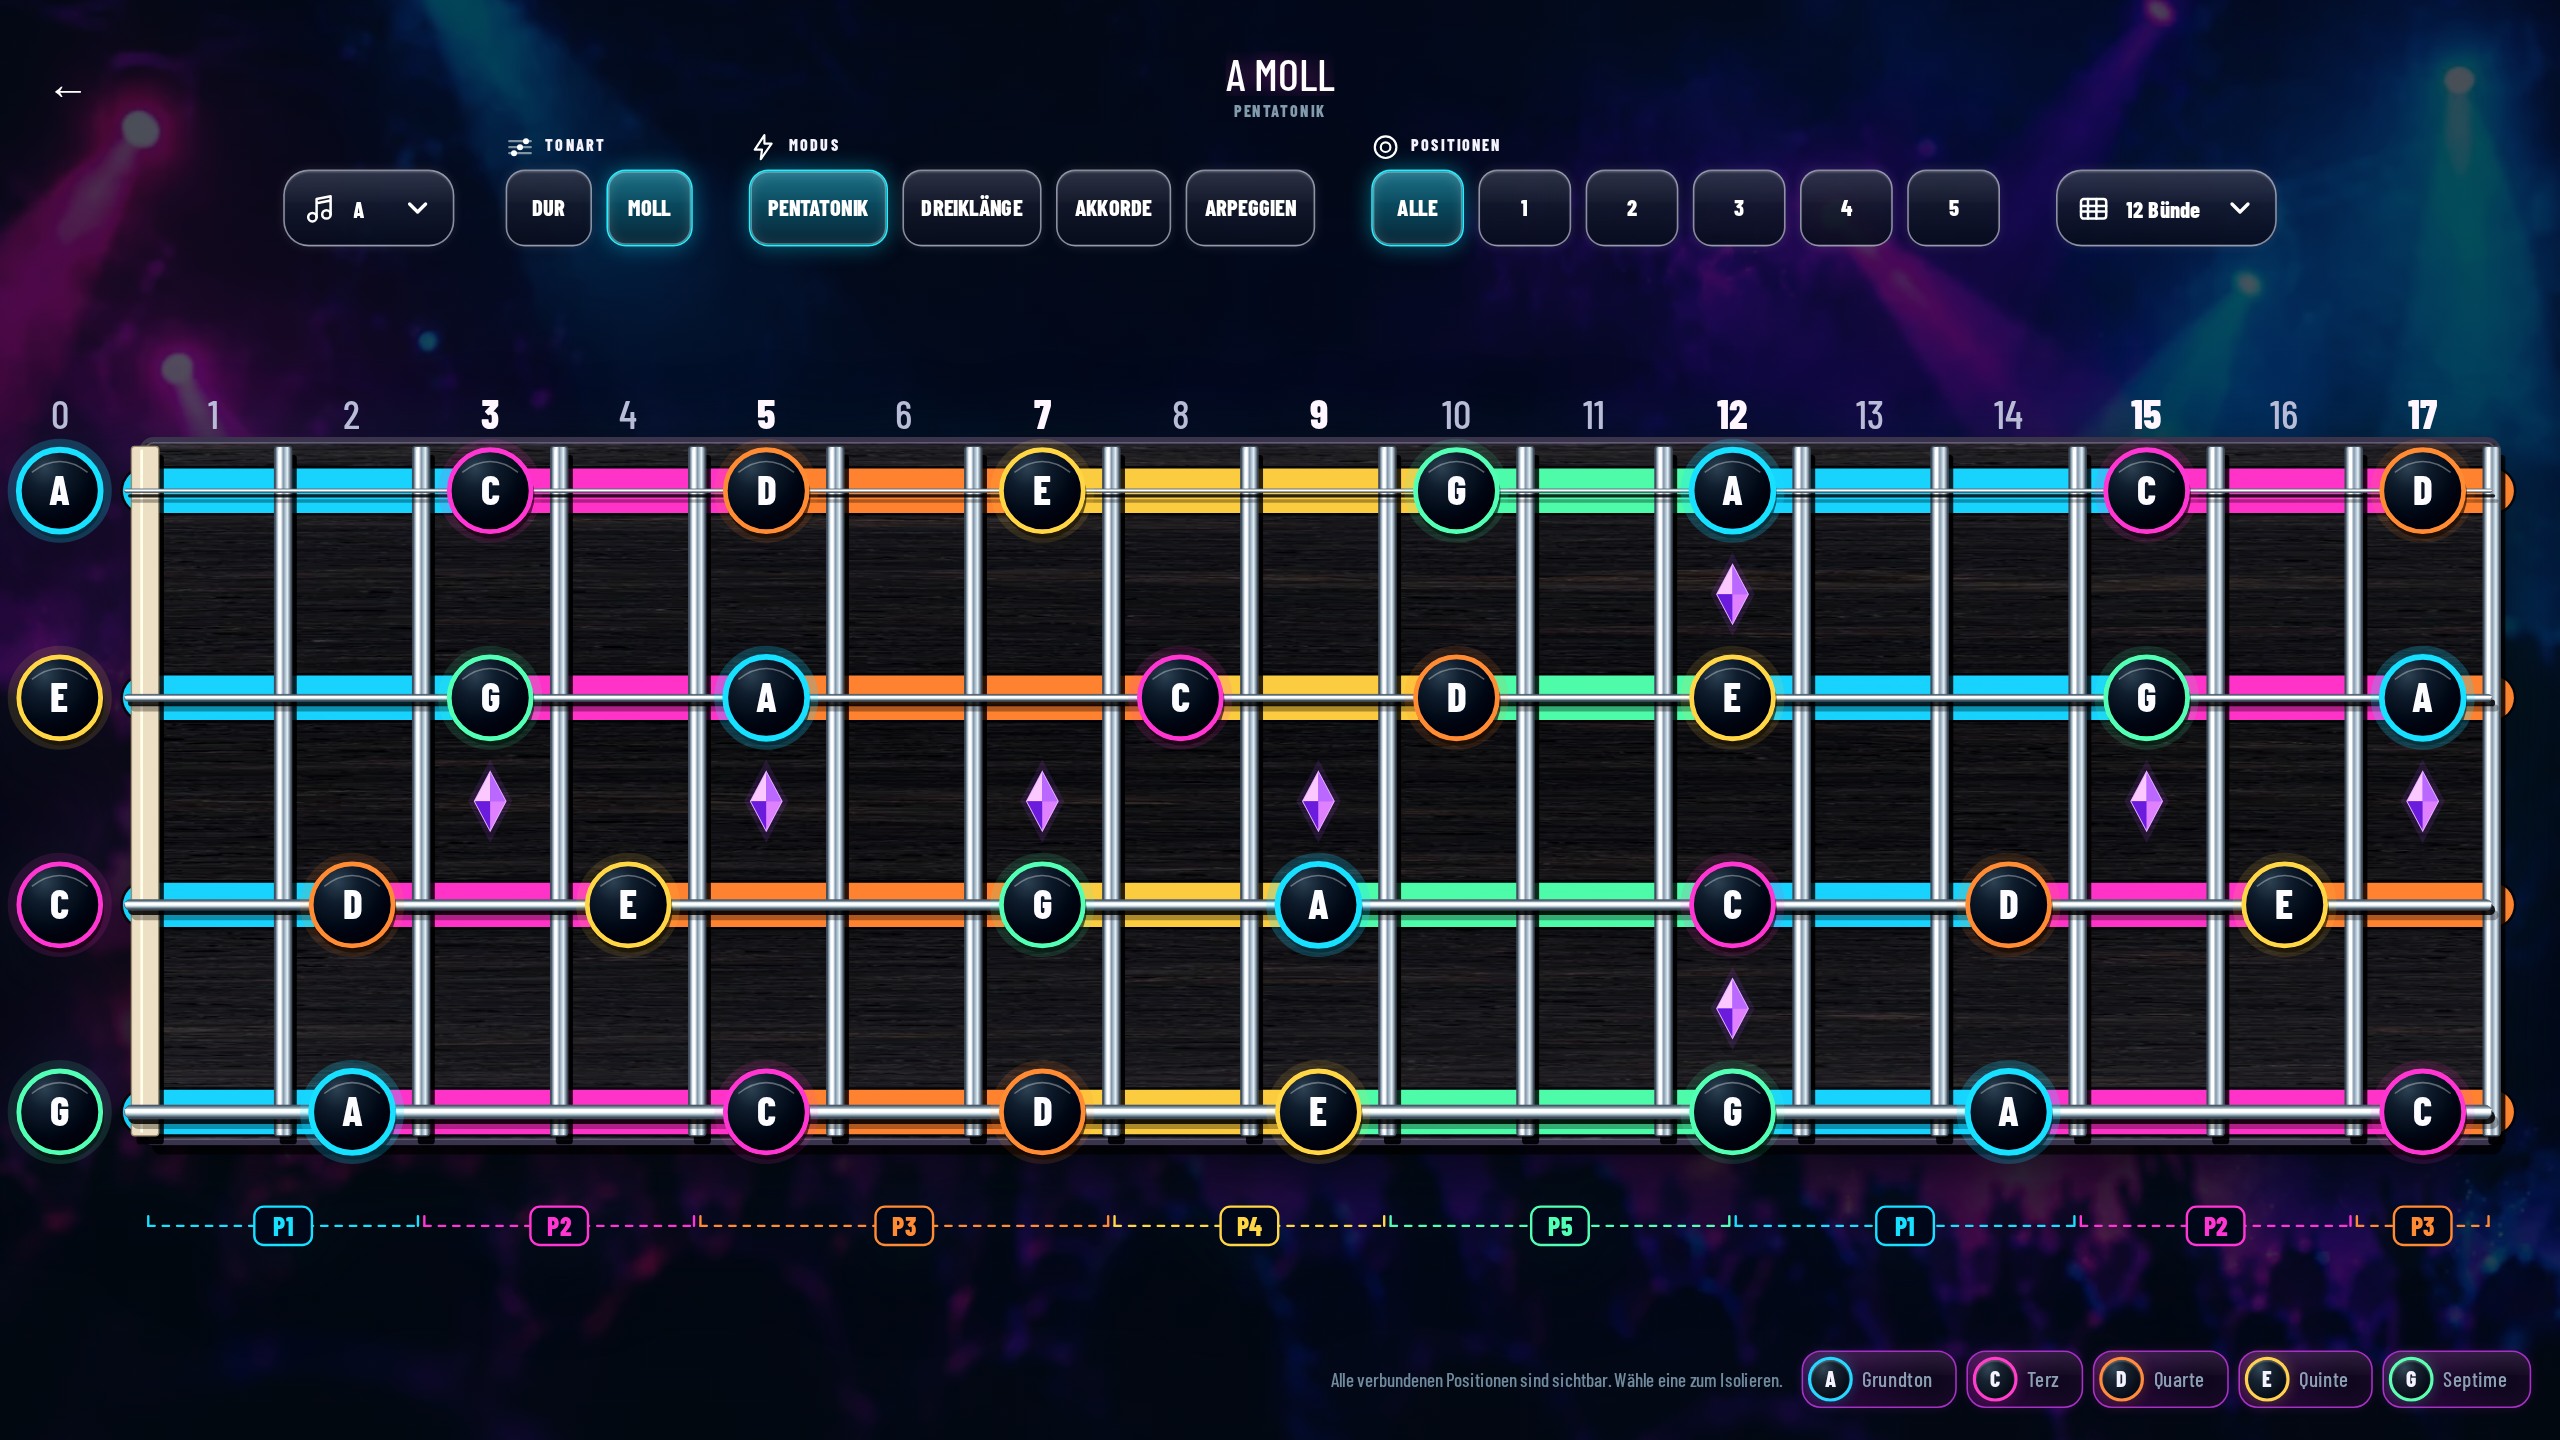 ←
A MOLL
PENTATONIK
TONART MODUS POSITIONEN
A DUR MOLL PENTATONIK DREIKLÄNGE AKKORDE ARPEGGIEN ALLE 1 2 3 4 5 12 Bünde
0 1 2 3 4 5 6 7 8 9 10 11 12 13 14 15 16 17
A C D E G A C D
E G A C D E G A
C D E G A C D E
G A C D E G A C
P1 P2 P3 P4 P5 P1 P2 P3
Alle verbundenen Positionen sind sichtbar. Wähle eine zum Isolieren. A Grundton C Terz D Quarte E Quinte G Septime